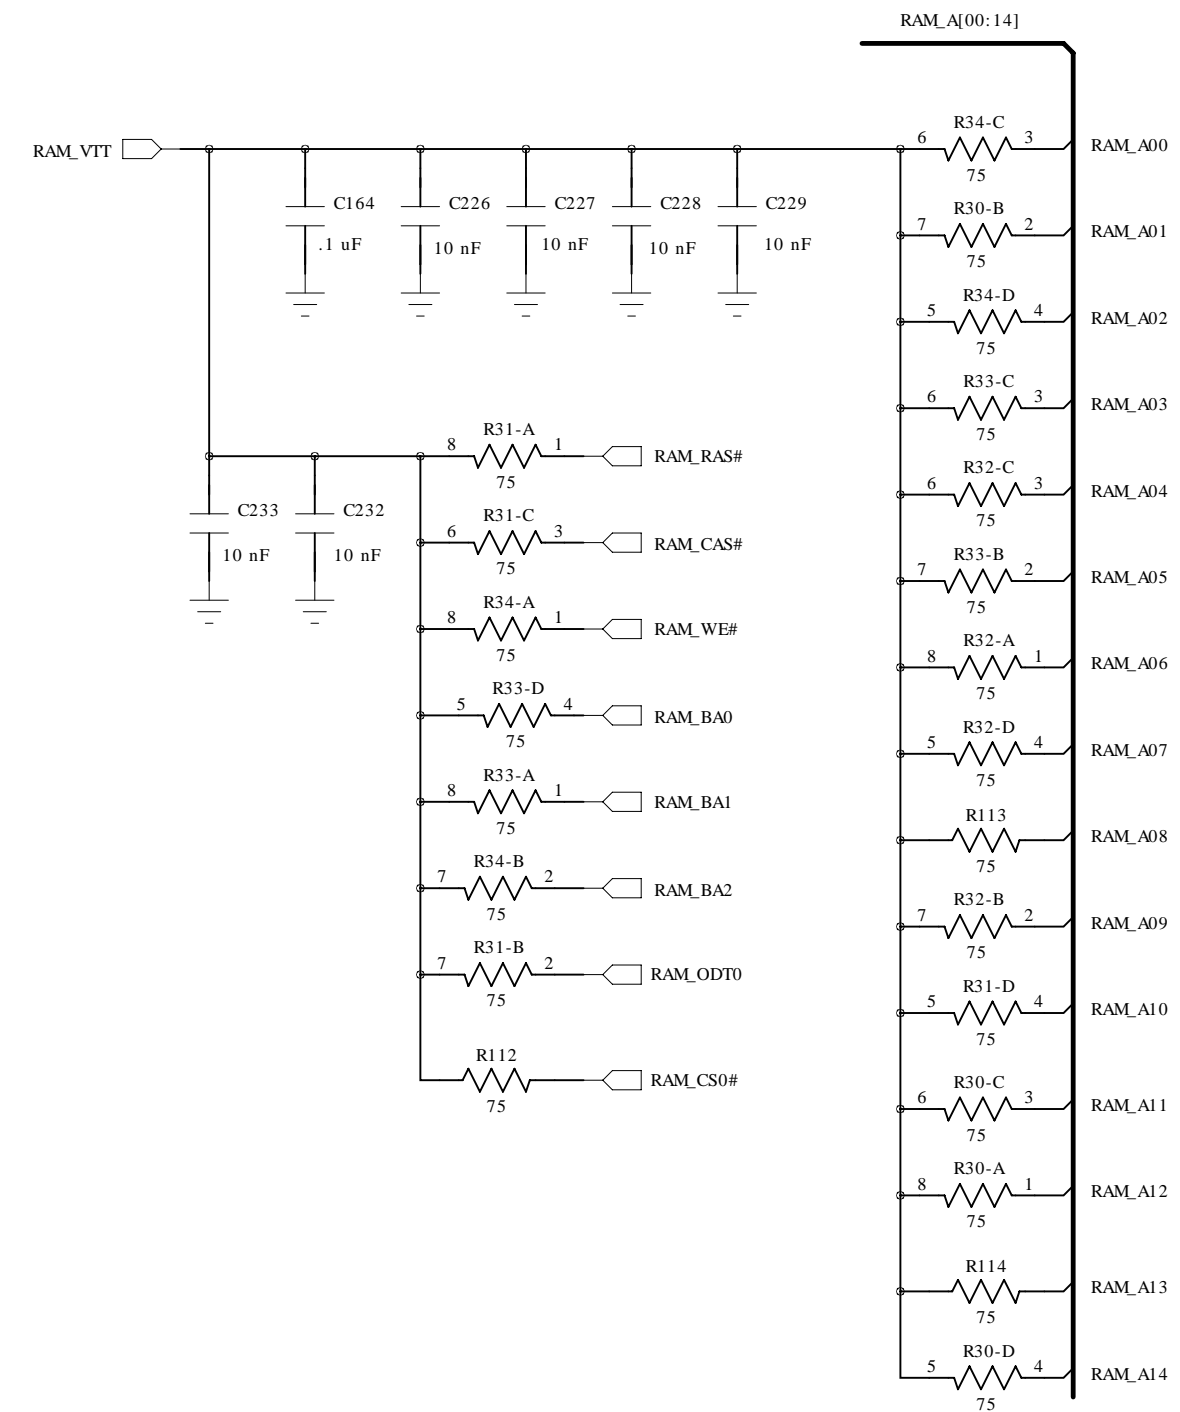 RAM_A[00:14]
RAM_VTT
C164
.1 uF
C226
10 nF
C227
10 nF
C228
10 nF
C229
10 nF
C233
10 nF
C232
10 nF
R31-A
8 1
75
RAM_RAS#
R31-C
6 3
75
RAM_CAS#
R34-A
8 1
75
RAM_WE#
R33-D
5 4
75
RAM_BA0
R33-A
8 1
75
RAM_BA1
R34-B
7 2
75
RAM_BA2
R31-B
7 2
75
RAM_ODT0
R112
75
RAM_CS0#
R34-C
6 3
75
RAM_A00
R30-B
7 2
75
RAM_A01
R34-D
5 4
75
RAM_A02
R33-C
6 3
75
RAM_A03
R32-C
6 3
75
RAM_A04
R33-B
7 2
75
RAM_A05
R32-A
8 1
75
RAM_A06
R32-D
5 4
75
RAM_A07
R113
75
RAM_A08
R32-B
7 2
75
RAM_A09
R31-D
5 4
75
RAM_A10
R30-C
6 3
75
RAM_A11
R30-A
8 1
75
RAM_A12
R114
75
RAM_A13
R30-D
5 4
75
RAM_A14